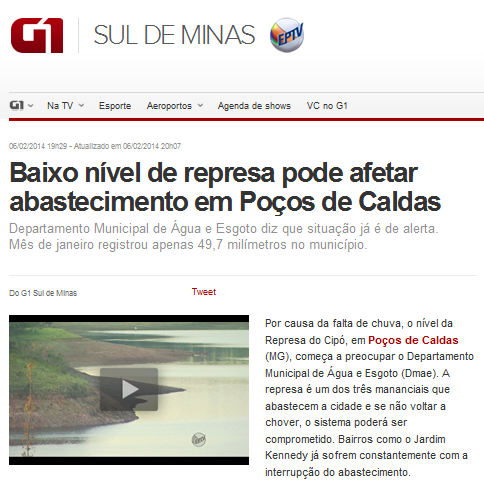 G1 SUL DE MINAS EPTV
G1 Na TV Esporte Aeroportos Agenda de shows VC no G1
06/02/2014 19h29 - Atualizado em 06/02/2014 20h07
Baixo nível de represa pode afetar
abastecimento em Poços de Caldas
Departamento Municipal de Água e Esgoto diz que situação já é de alerta.
Mês de janeiro registrou apenas 49,7 milímetros no município.
Do G1 Sul de Minas Tweet
Por causa da falta de chuva, o nível da
Represa do Cipó, em Poços de Caldas
(MG), começa a preocupar o Departamento
Municipal de Água e Esgoto (Dmae). A
represa é um dos três mananciais que
abastecem a cidade e se não voltar a
chover, o sistema poderá ser
comprometido. Bairros como o Jardim
Kennedy já sofrem constantemente com a
interrupção do abastecimento.